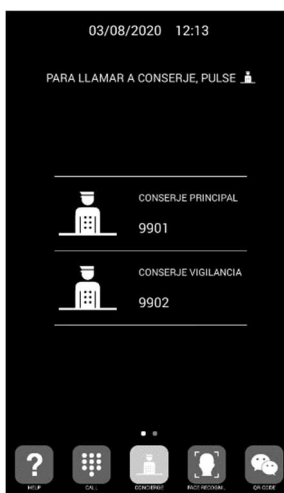 03/08/2020 12:13
PARA LLAMAR A CONSERJE, PULSE
CONSERJE PRINCIPAL
9901
CONSERJE VIGILANCIA
9902
?
HELP
CALL
CONCIERGE
FACE RECOGNI...
QR CODE